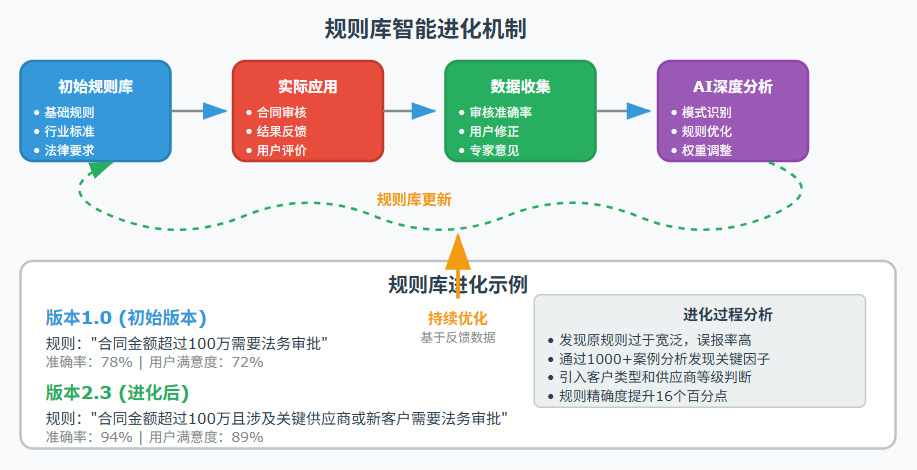 规则库智能进化机制
初始规则库
• 基础规则
• 行业标准
• 法律要求
实际应用
• 合同审核
• 结果反馈
• 用户评价
数据收集
• 审核准确率
• 用户修正
• 专家意见
AI深度分析
• 模式识别
• 规则优化
• 权重调整
规则库更新
规则库进化示例
版本1.0 (初始版本)
规则："合同金额超过100万需要法务审批"
准确率：78% | 用户满意度：72%
版本2.3 (进化后)
规则："合同金额超过100万且涉及关键供应商或新客户需要法务审批"
准确率：94% | 用户满意度：89%
持续优化
基于反馈数据
进化过程分析
• 发现原规则过于宽泛，误报率高
• 通过1000+案例分析发现关键因子
• 引入客户类型和供应商等级判断
• 规则精确度提升16个百分点